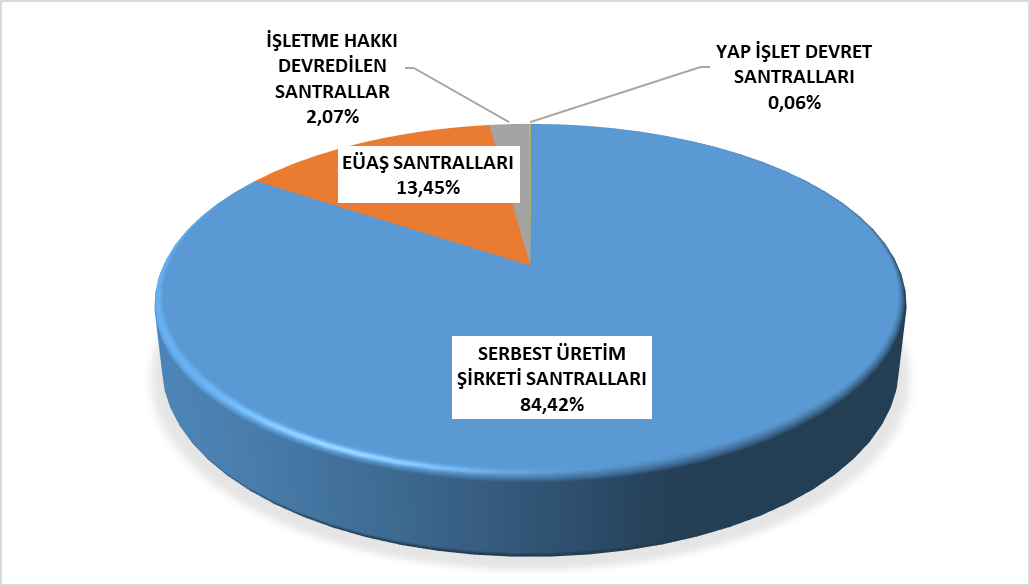 İŞLETME HAKKI
DEVREDİLEN
SANTRALLAR
2,07%
YAP İŞLET DEVRET
SANTRALLARI
0,06%
EÜAŞ SANTRALLARI
13,45%
SERBEST ÜRETİM
ŞİRKETİ SANTRALLARI
84,42%